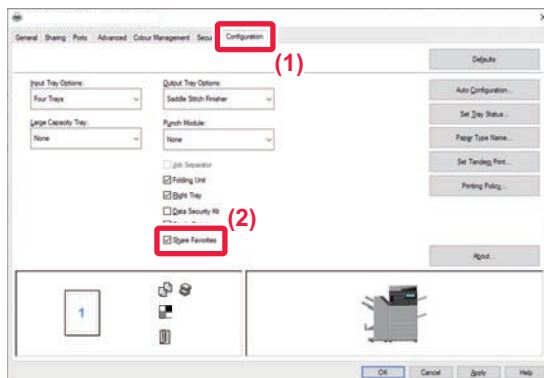 General Sharing Ports Advanced Colour Management Secu Configuration
(1)
Defaults
Input Tray Options:
Output Tray Options:
Four Trays
Saddle Stitch Finisher
Auto Configuration...
Large Capacity Tray:
Punch Module:
Set Tray Status...
None
None
Paper Type Name...
Job Separator
Set Tandem Print...
Folding Unit
Right Tray
Printing Policy...
Data Security Kit
(2)
Share Favorites
About...
1
OK Cancel Apply Help